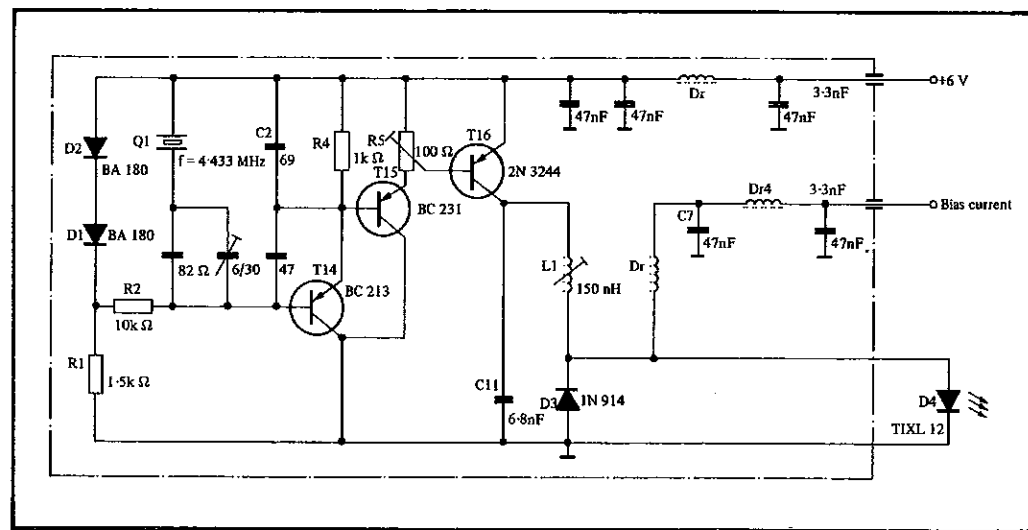 +6 V
Dr
3·3nF
47nF
47nF
47nF
D2
BA 180
Q1
f = 4·433 MHz
C2
69
R4
1k Ω
R5
100 Ω
T16
2N 3244
T15
BC 231
Dr4
3·3nF
Bias current
C7
47nF
47nF
D1
BA 180
82 Ω
6/30
47
T14
BC 213
L1
150 nH
Dr
R2
10k Ω
R1
1·5k Ω
C11
6·8nF
D3
1N 914
D4
TIXL 12